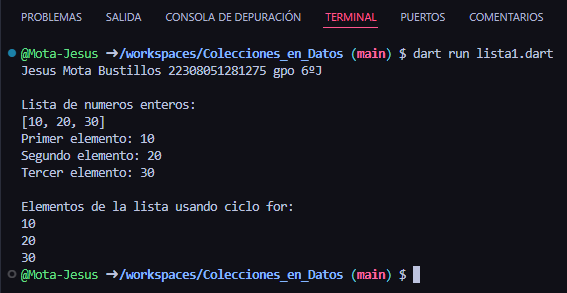 PROBLEMAS SALIDA CONSOLA DE DEPURACIÓN TERMINAL PUERTOS COMENTARIOS
@Mota-Jesus ➜/workspaces/Colecciones_en_Datos (main) $ dart run lista1.dart
Jesus Mota Bustillos 22308051281275 gpo 6ºJ
Lista de numeros enteros:
[10, 20, 30]
Primer elemento: 10
Segundo elemento: 20
Tercer elemento: 30
Elementos de la lista usando ciclo for:
10
20
30
@Mota-Jesus ➜/workspaces/Colecciones_en_Datos (main) $